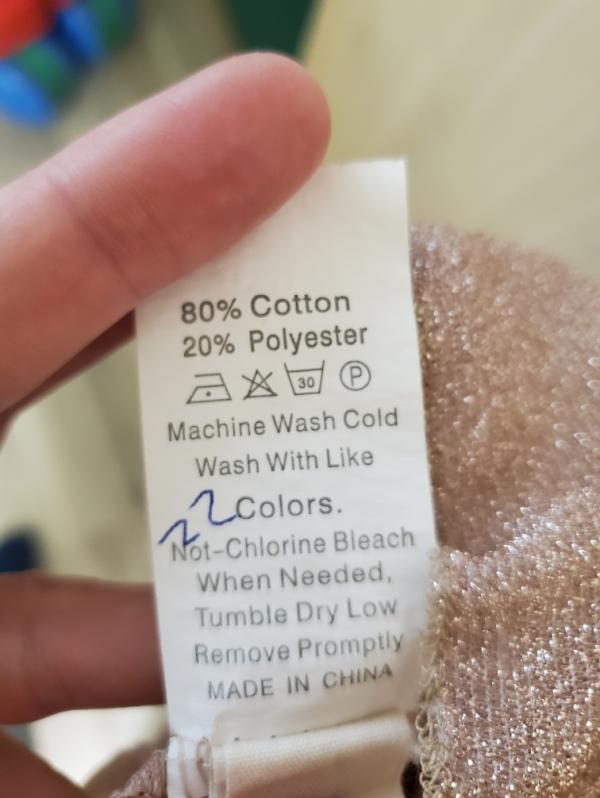 80% Cotton
20% Polyester
30 P
Machine Wash Cold
Wash With Like
Colors.
Not-Chlorine Bleach
When Needed,
Tumble Dry Low
Remove Promptly
MADE IN CHINA